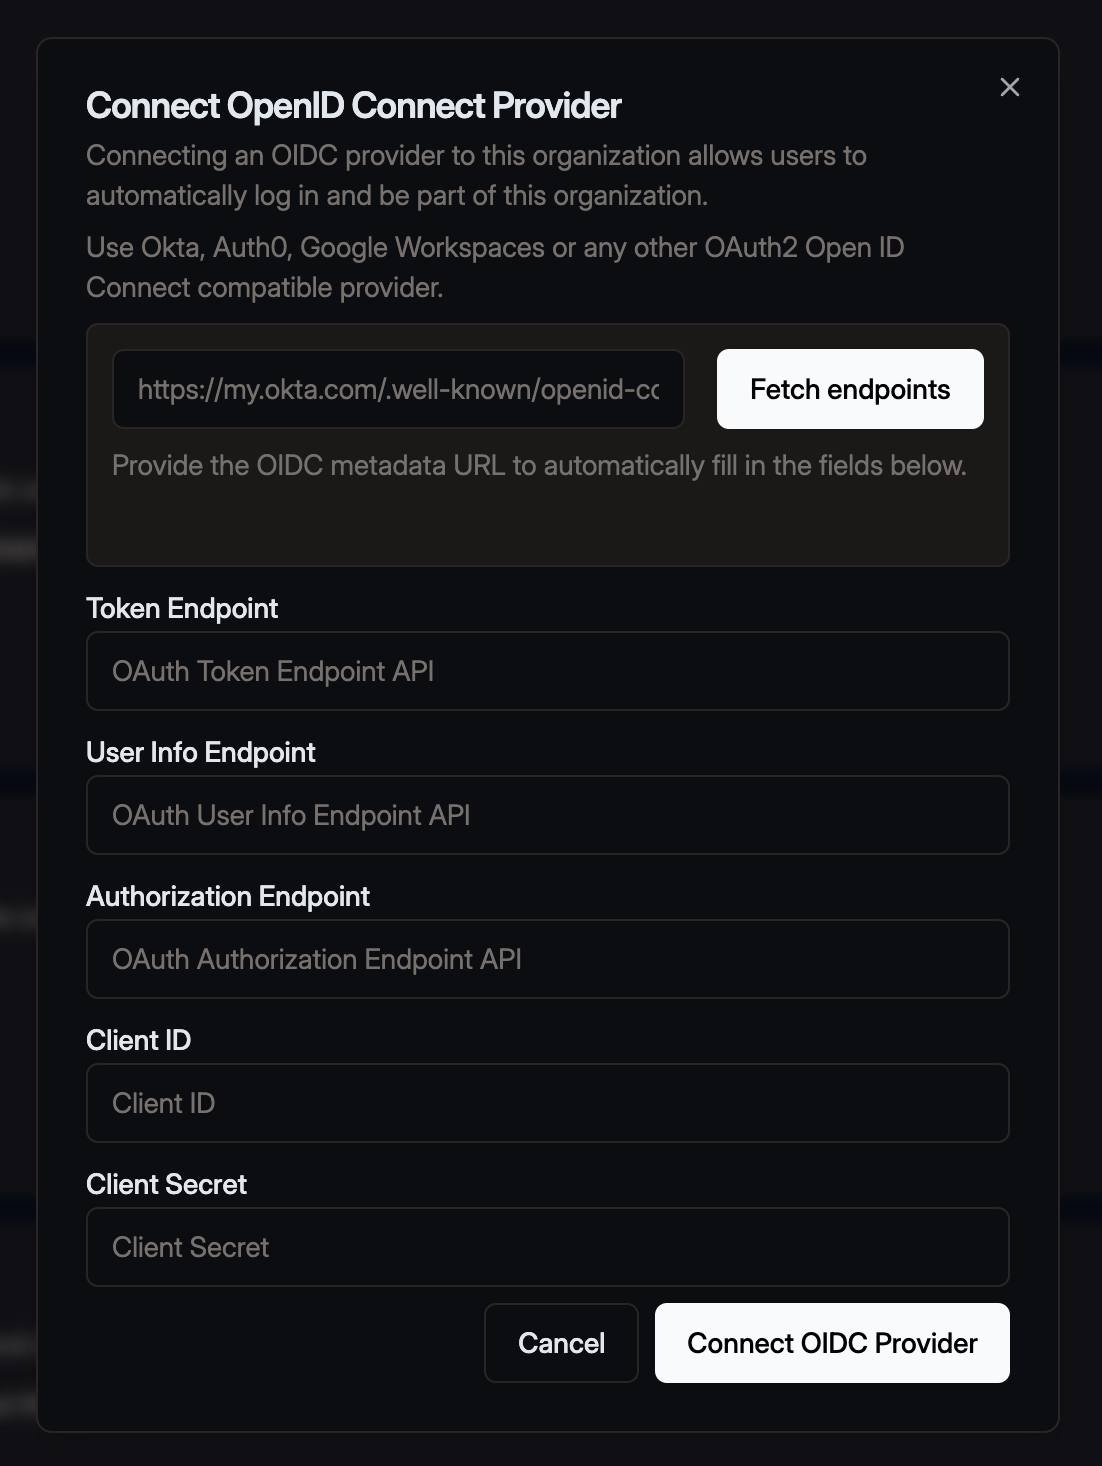 Connect OpenID Connect Provider
Connecting an OIDC provider to this organization allows users to
automatically log in and be part of this organization.
Use Okta, Auth0, Google Workspaces or any other OAuth2 Open ID
Connect compatible provider.
https://my.okta.com/.well-known/openid-co
Fetch endpoints
Provide the OIDC metadata URL to automatically fill in the fields below.
Token Endpoint
OAuth Token Endpoint API
User Info Endpoint
OAuth User Info Endpoint API
Authorization Endpoint
OAuth Authorization Endpoint API
Client ID
Client ID
Client Secret
Client Secret
Cancel
Connect OIDC Provider